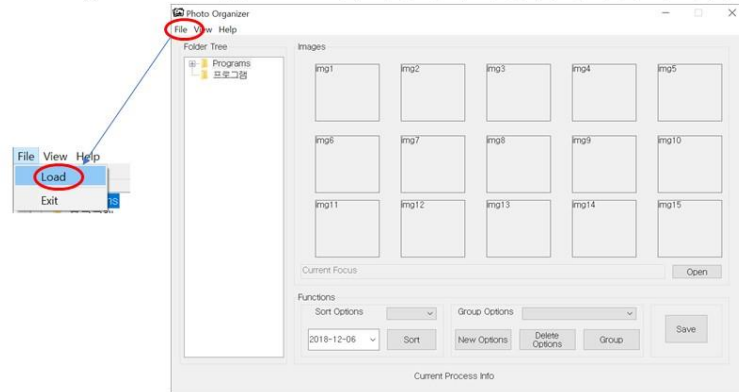 Photo Organizer
File View Help
Folder Tree
Programs
프로그램
Images
img1 img2 img3 img4 img5
img6 img7 img8 img9 img10
img11 img12 img13 img14 img15
Current Focus
Open
Functions
Sort Options
Group Options
2018-12-06
Sort
New Options
Delete Options
Group
Save
Current Process Info
File View Help
Load
Exit
ns